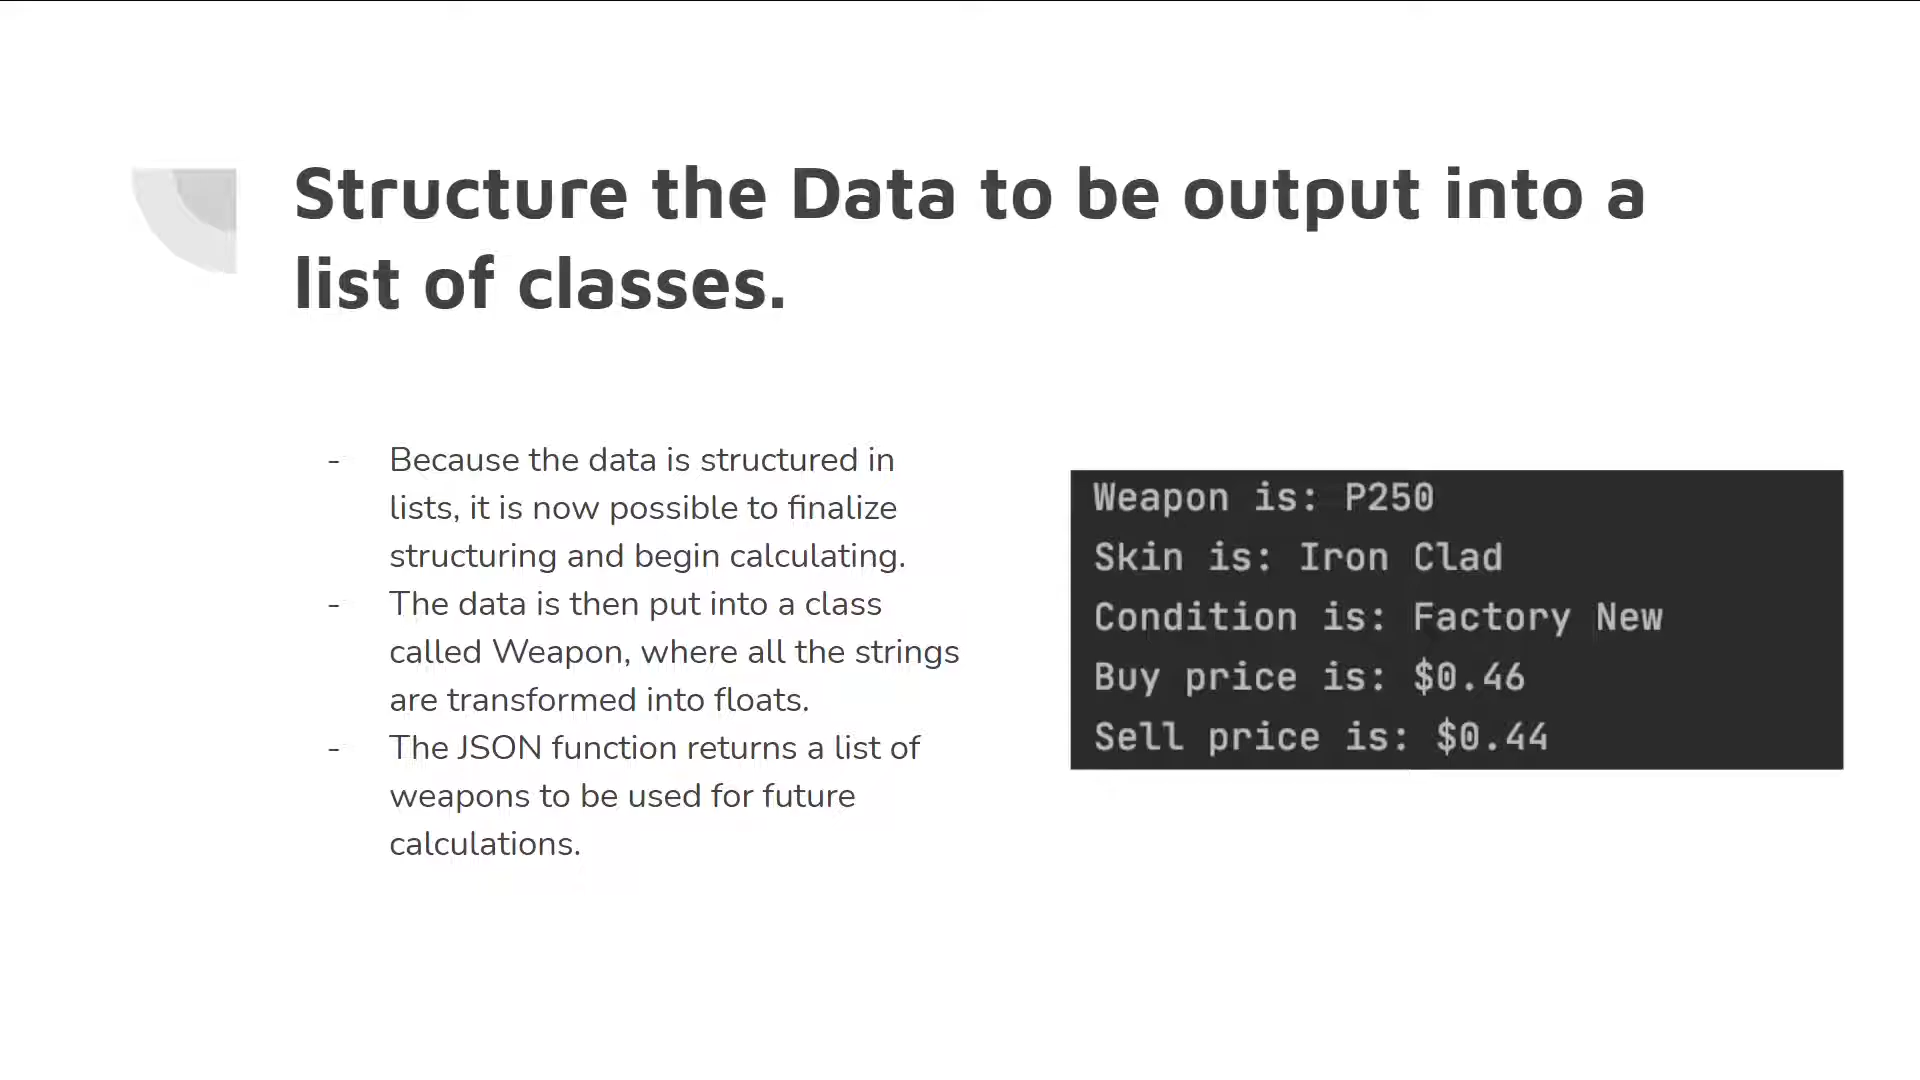 Structure the Data to be output into a
list of classes.
- Because the data is structured in
lists, it is now possible to finalize
structuring and begin calculating.
- The data is then put into a class
called Weapon, where all the strings
are transformed into floats.
- The JSON function returns a list of
weapons to be used for future
calculations.
Weapon is: P250
Skin is: Iron Clad
Condition is: Factory New
Buy price is: $0.46
Sell price is: $0.44